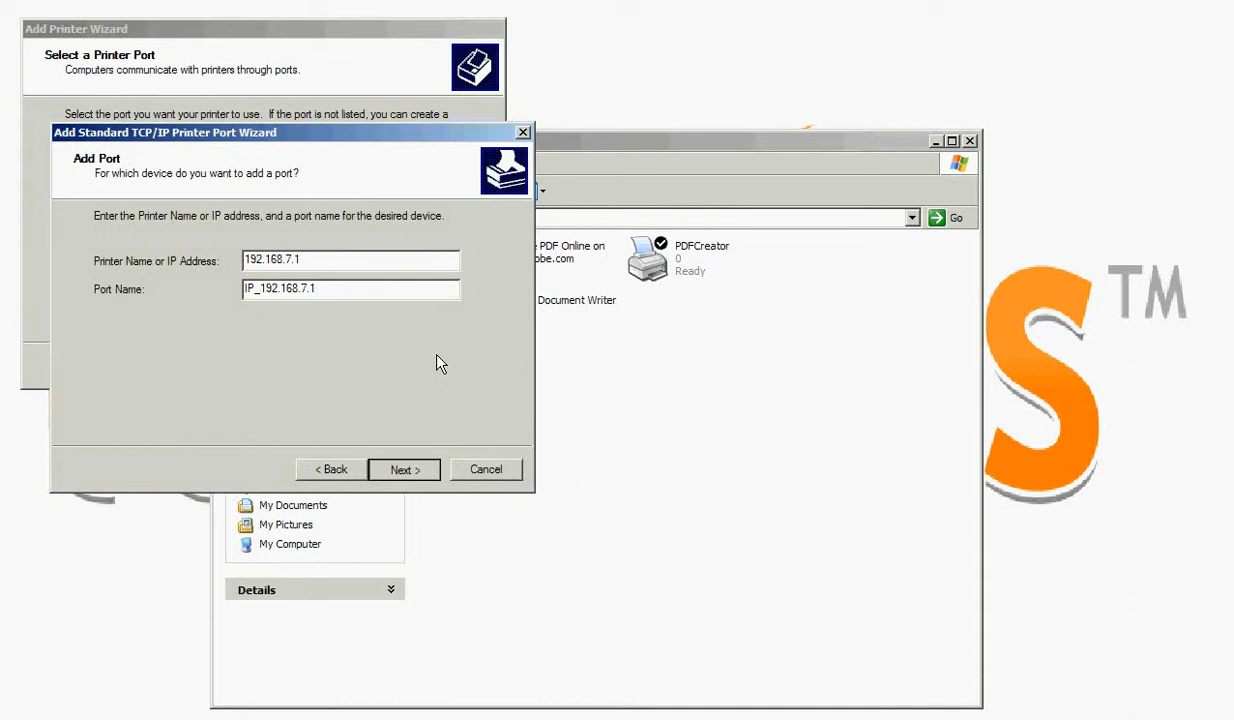 Add Printer Wizard
Select a Printer Port
Computers communicate with printers through ports.
Select the port you want your printer to use. If the port is not listed, you can create a
Add Standard TCP/IP Printer Port Wizard
Add Port
For which device do you want to add a port?
Enter the Printer Name or IP address, and a port name for the desired device.
Printer Name or IP Address: 192.168.7.1
Port Name: IP_192.168.7.1
< Back Next > Cancel
Go
PDF Online on
PDFCreator
0
Ready
Document Writer
My Documents
My Pictures
My Computer
Details
S™